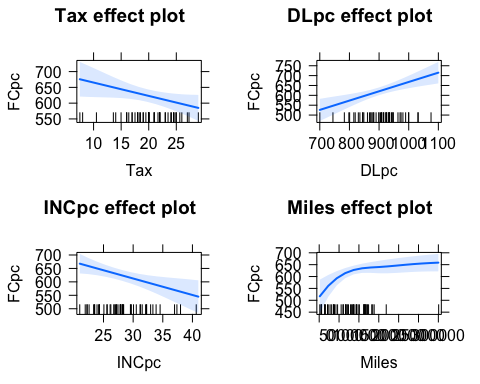 Tax effect plot
FCpc
700
650
600
550
10 15 20 25
Tax
DLpc effect plot
FCpc
750
700
650
600
550
500
700 800 900 1000 1100
DLpc
INCpc effect plot
FCpc
700
650
600
550
500
25 30 35 40
INCpc
Miles effect plot
FCpc
700
650
600
550
500
450
Miles